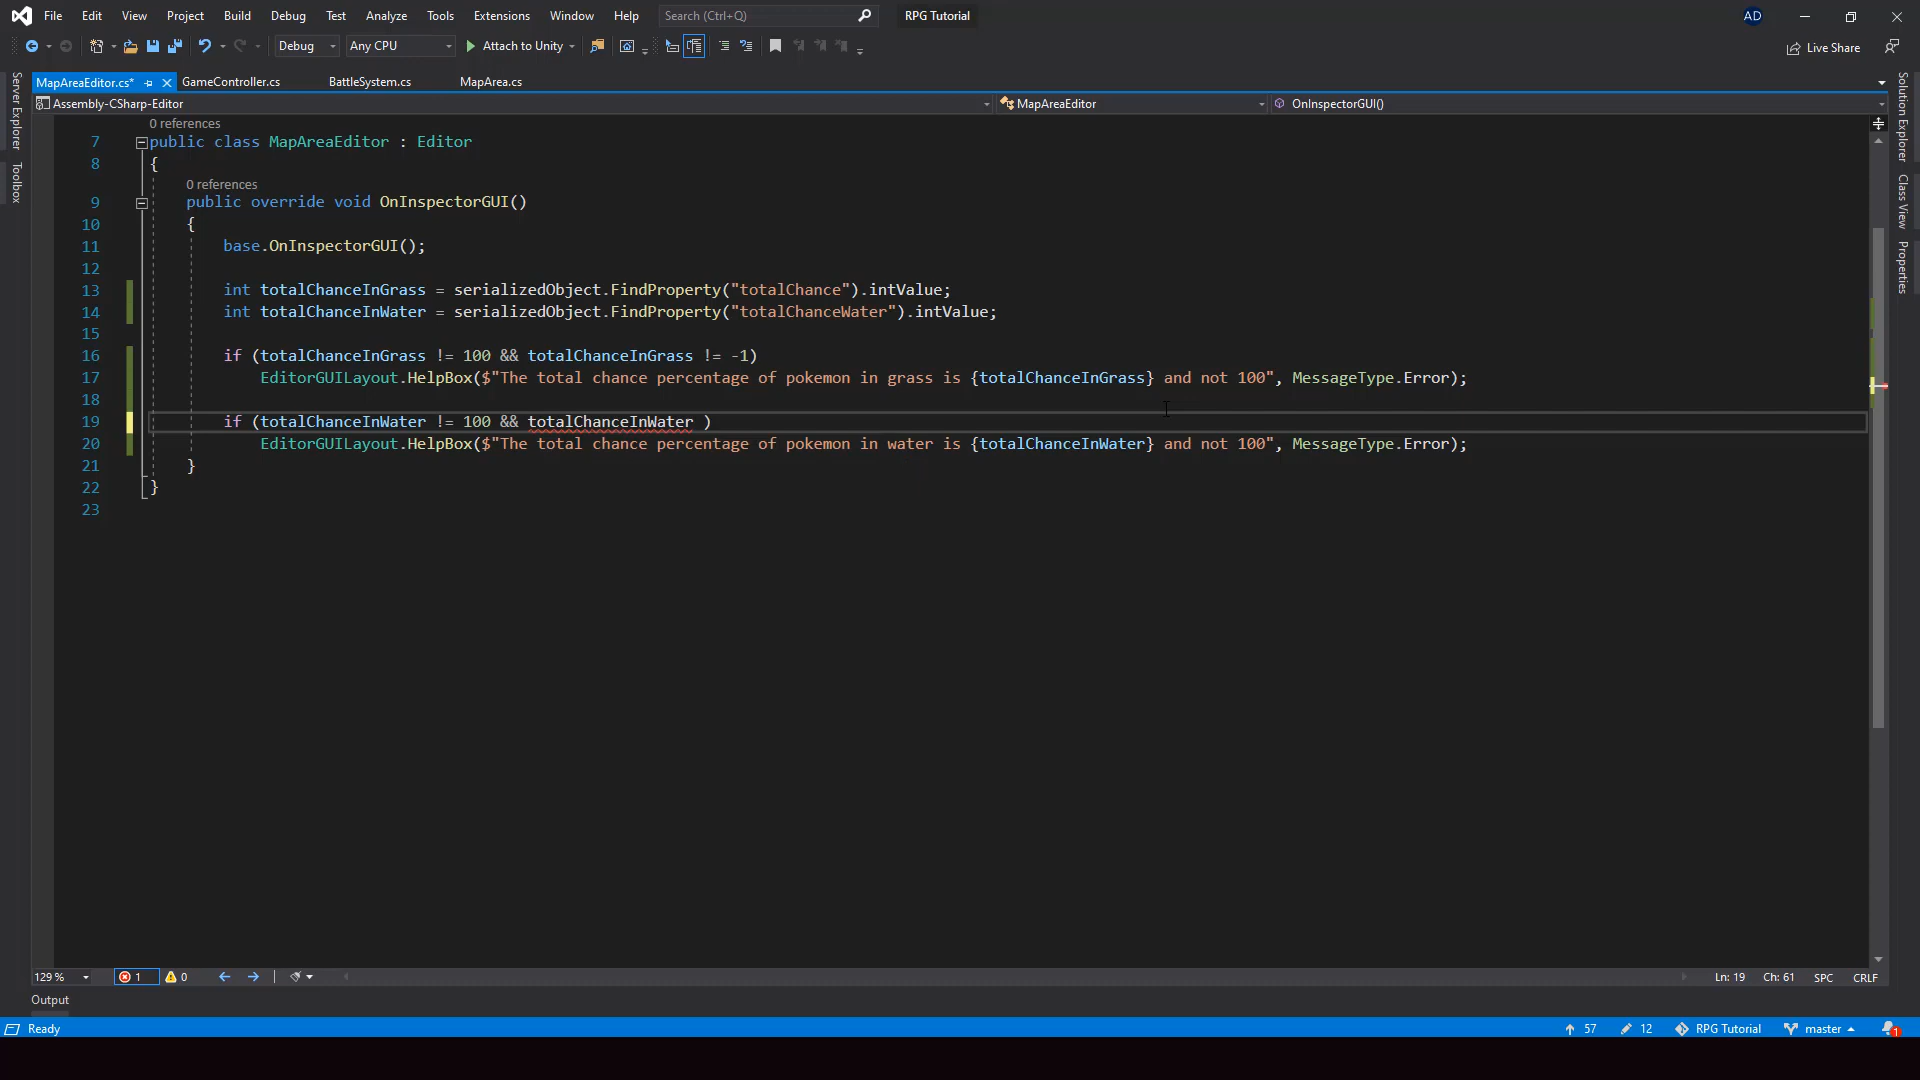 File Edit View Project Build Debug Test Analyze Tools Extensions Window Help Search (Ctrl+Q) RPG Tutorial AD
Debug Any CPU Attach to Unity Live Share
MapAreaEditor.cs* GameController.cs BattleSystem.cs MapArea.cs
Assembly-CSharp-Editor MapAreaEditor OnInspectorGUI()
Server Explorer
Toolbox
Solution Explorer
Class View
Properties
0 references
7 public class MapAreaEditor : Editor
8 {
0 references
9 public override void OnInspectorGUI()
10 {
11 base.OnInspectorGUI();
12
13 int totalChanceInGrass = serializedObject.FindProperty("totalChance").intValue;
14 int totalChanceInWater = serializedObject.FindProperty("totalChanceWater").intValue;
15
16 if (totalChanceInGrass != 100 && totalChanceInGrass != -1)
17 EditorGUILayout.HelpBox($"The total chance percentage of pokemon in grass is {totalChanceInGrass} and not 100", MessageType.Error);
18
19 if (totalChanceInWater != 100 && totalChanceInWater )
20 EditorGUILayout.HelpBox($"The total chance percentage of pokemon in water is {totalChanceInWater} and not 100", MessageType.Error);
21 }
22 }
23
129 % 1 0 Ln: 19 Ch: 61 SPC CRLF
Output
Ready 57 12 RPG Tutorial master 1